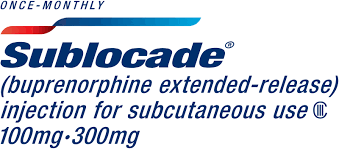 ONCE-MONTHLY
Sublocade®
(buprenorphine extended-release)
injection for subcutaneous use CIII
100mg•300mg